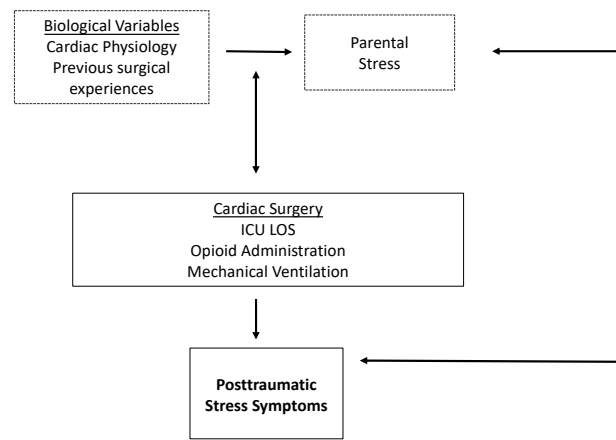 Biological Variables
Cardiac Physiology
Previous surgical
experiences
Parental
Stress
Cardiac Surgery
ICU LOS
Opioid Administration
Mechanical Ventilation
Posttraumatic
Stress Symptoms